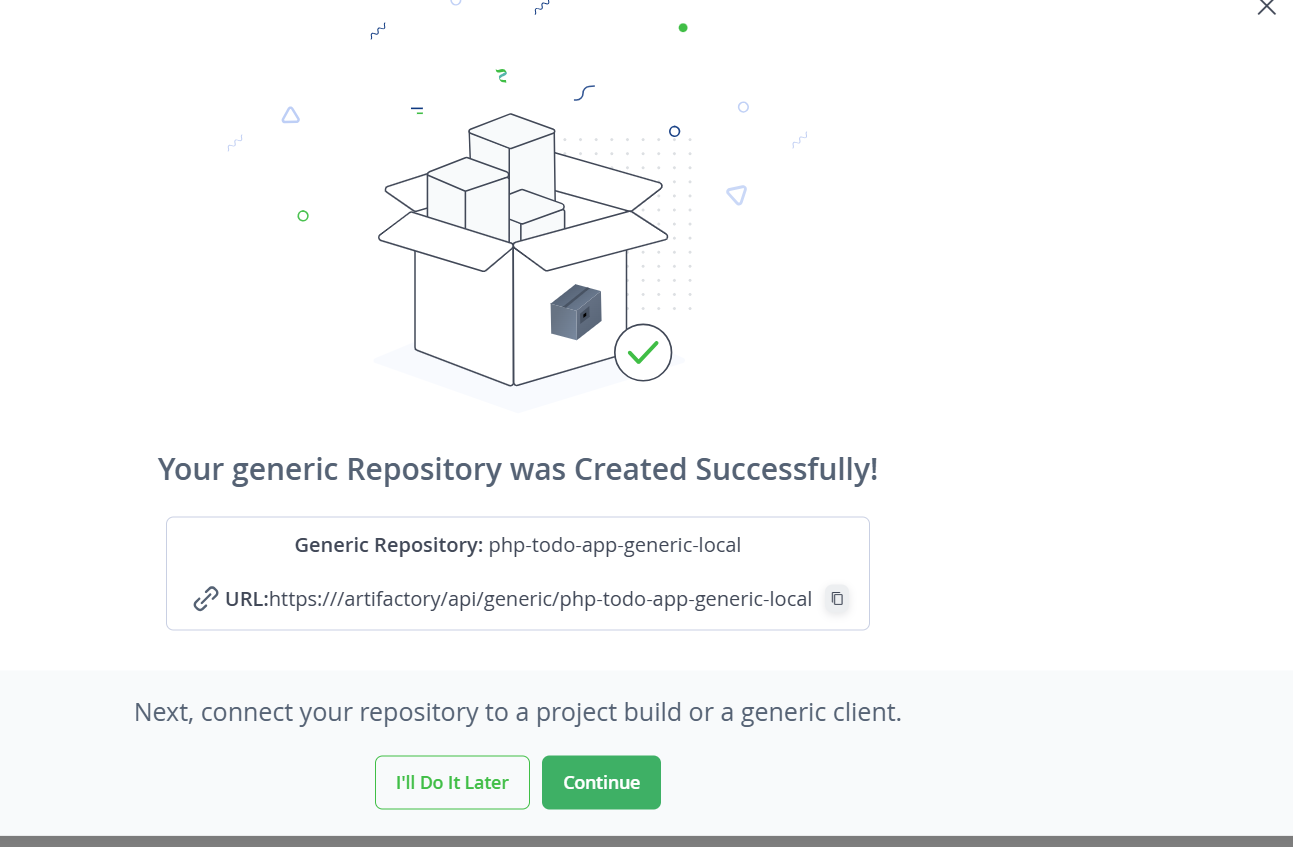 Your generic Repository was Created Successfully!
Generic Repository: php-todo-app-generic-local
URL:https:///artifactory/api/generic/php-todo-app-generic-local
Next, connect your repository to a project build or a generic client.
I'll Do It Later
Continue